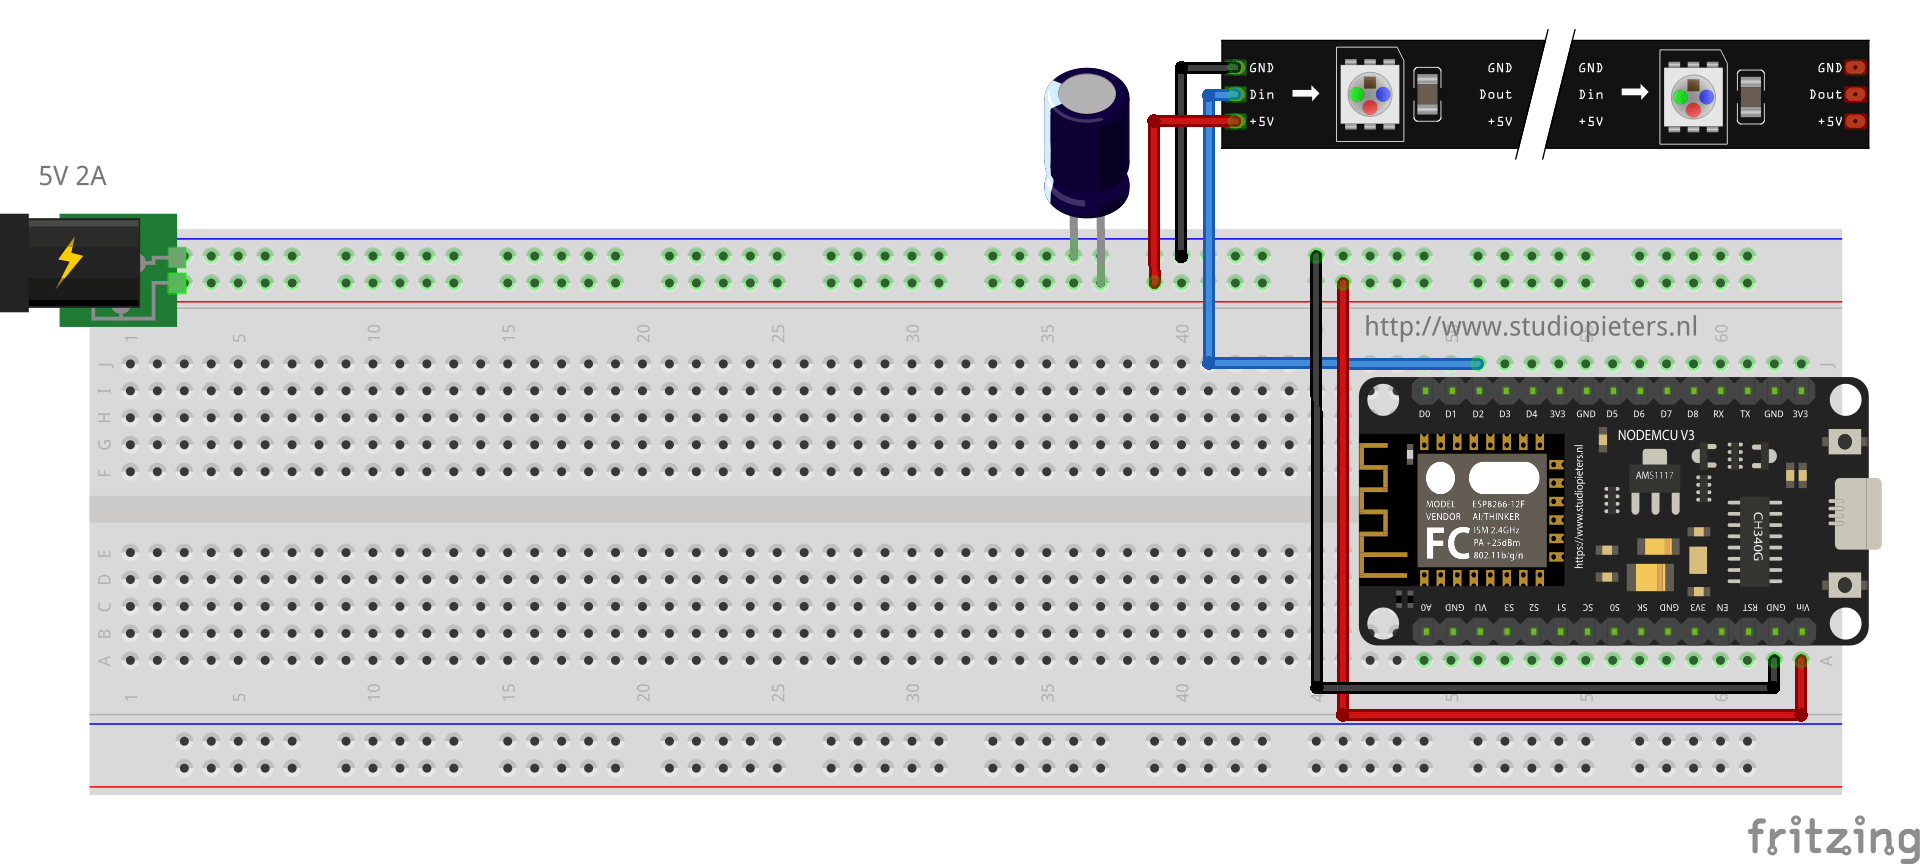 GND
Din
+5V
GND
Dout
+5V
GND
Din
+5V
GND
Dout
+5V
5V 2A
1 5 10 15 20 25 30 35 40 60
http://www.studiopieters.nl
J
I
H
G
F
J
D0 D1 D2 D3 D4 3V3 GND D5 D6 D7 D8 RX TX GND 3V3
NODEMCU V3
https://www.studiopieters.nl
AMS1117
CH340G
MODEL ESP8266-12F
VENDOR AI/THINKER
ISM 2.4GHz
PA +25dBm
802.11b/g/n
FC
E
D
C
B
A
A0 GND VU S3 S2 S1 SC S0 SK GND 3V3 EN RST GND Vin
A
1 5 10 15 20 25 30 35 40
fritzing